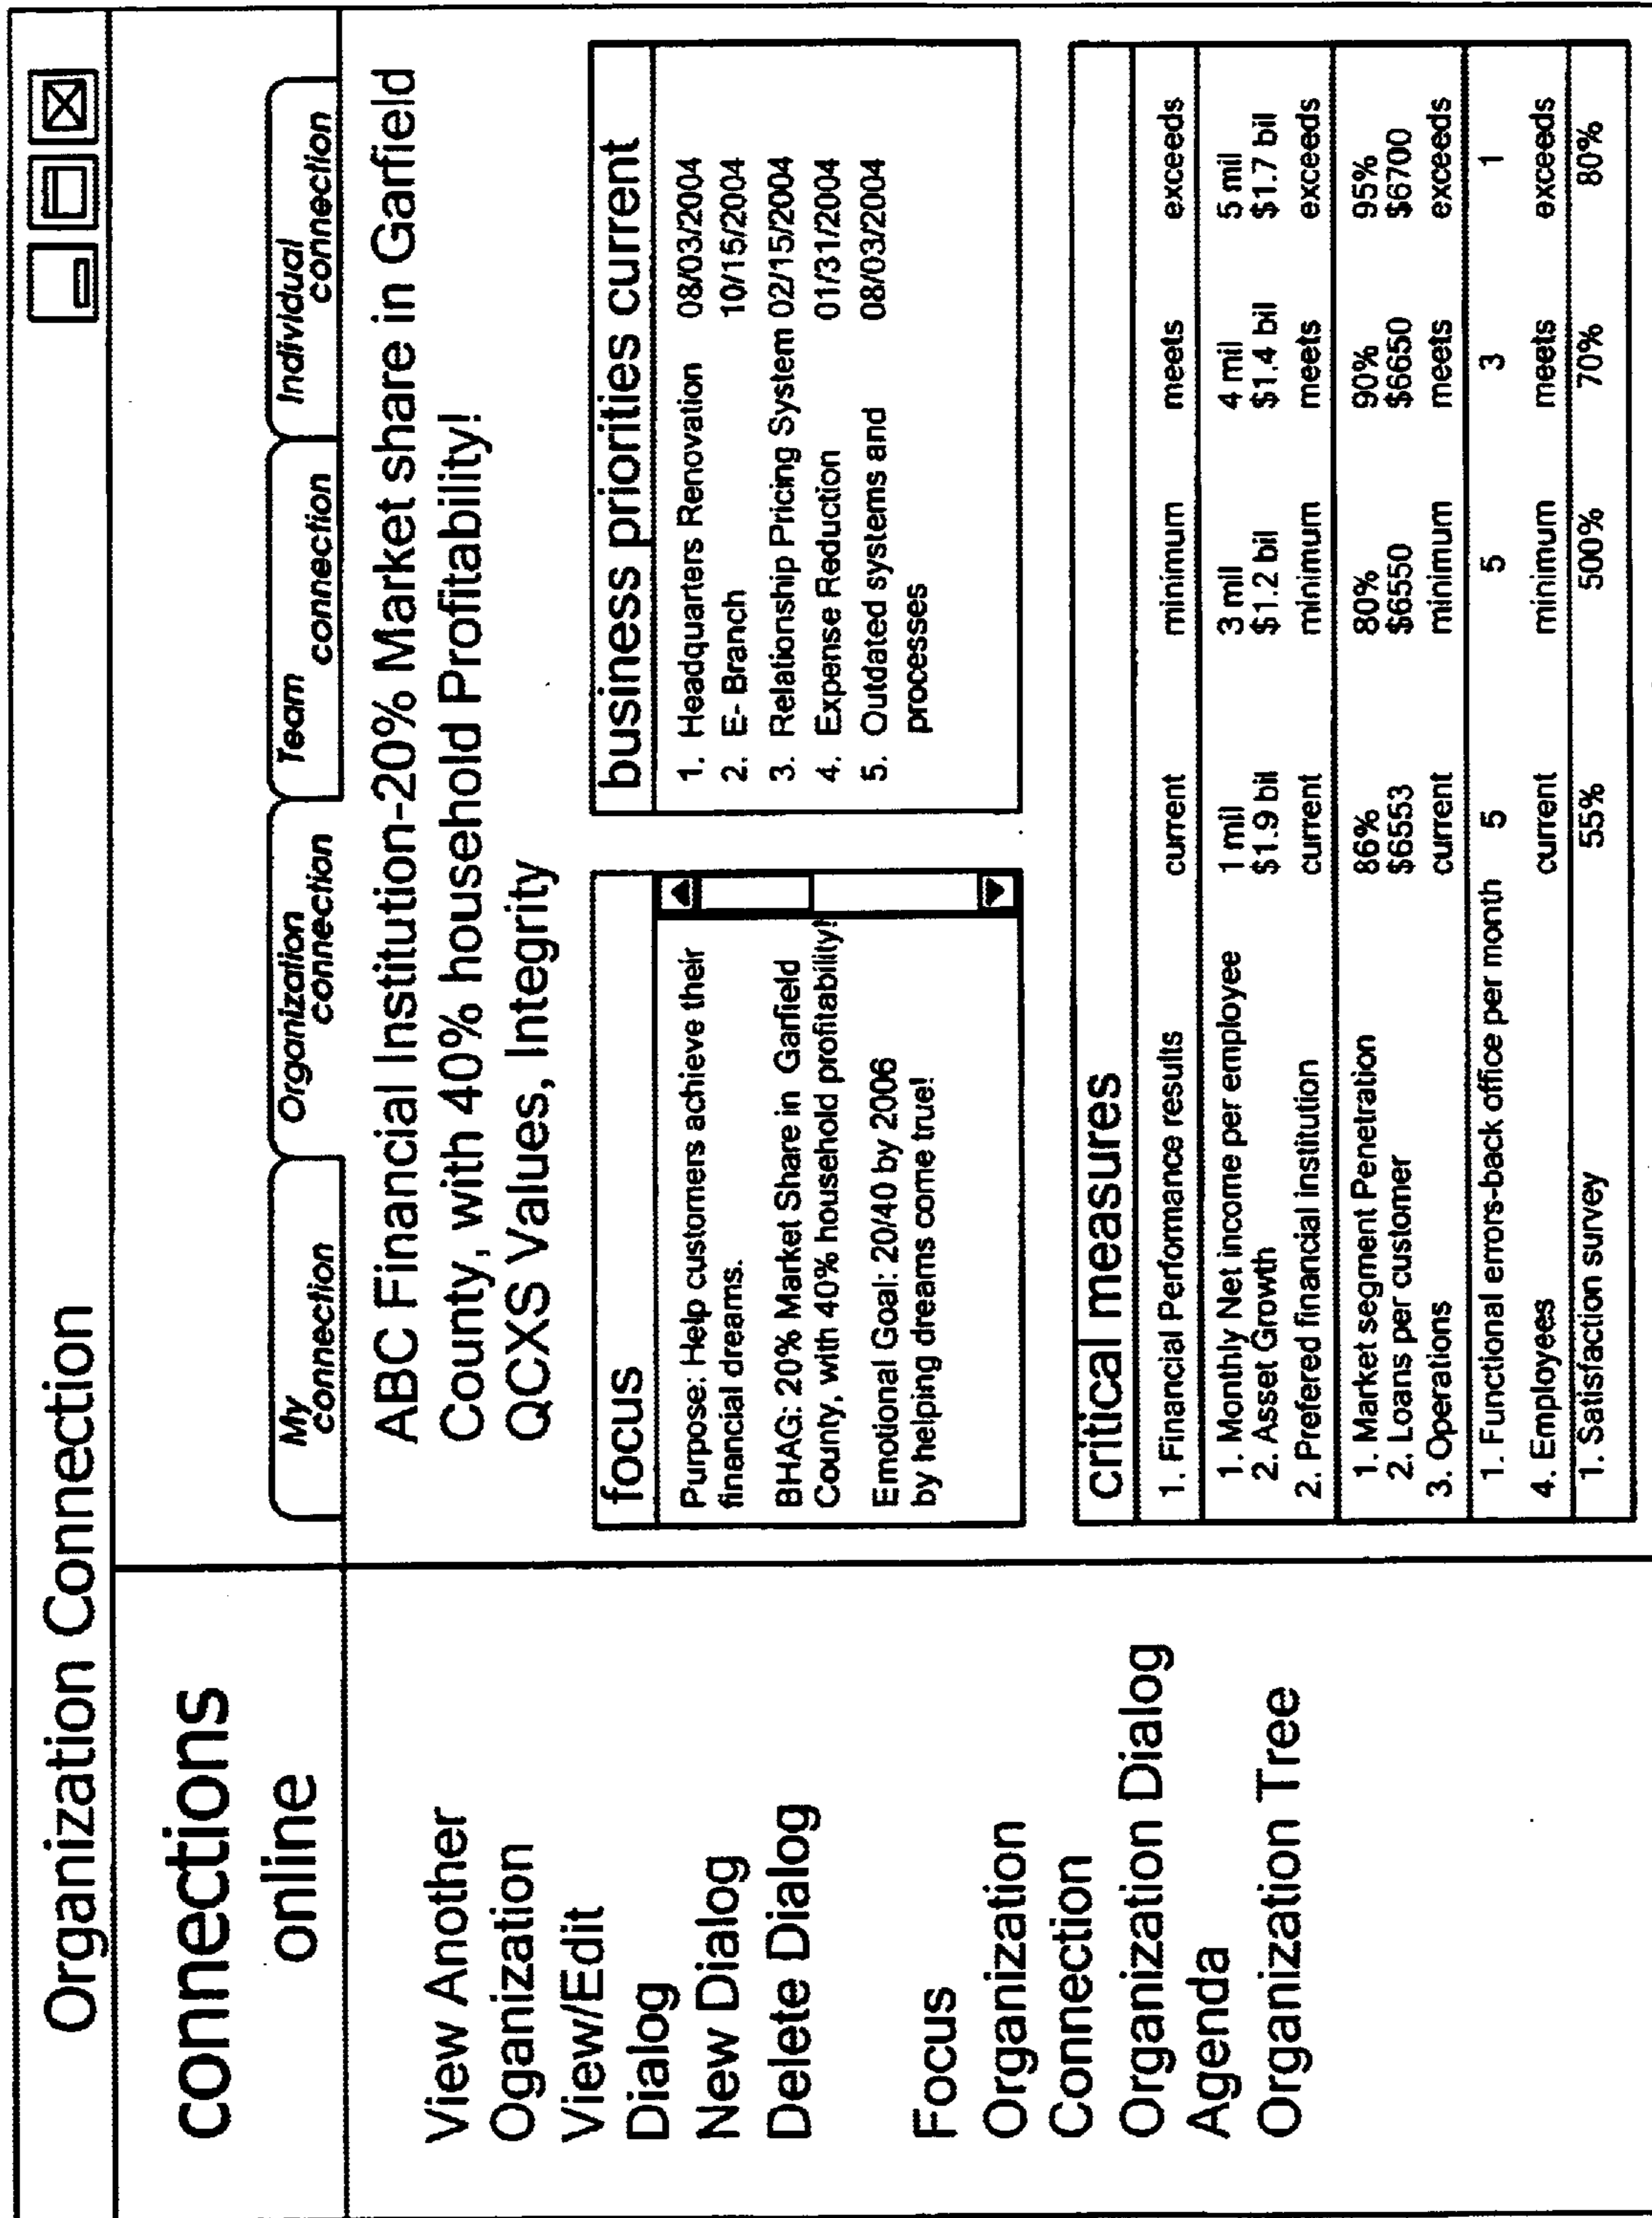 Organization Connection
connections
online
My
connection
Organization
connection
Team
connection
Individual
connection
View Another
Oganization
View/Edit
Dialog
New Dialog
Delete Dialog
Focus
Organization
Connection
Organization Dialog
Agenda
Organization Tree
ABC Financial Institution-20% Market share in Garfield
County, with 40% household Profitability!
QCXS Values, Integrity
focus
Purpose: Help customers achieve their
financial dreams.
BHAG: 20% Market Share in Garfield
County, with 40% household profitability!
Emotional Goal: 20/40 by 2006
by helping dreams come true!
business priorities current
1. Headquarters Renovation 08/03/2004
2. E- Branch 10/15/2004
3. Relationship Pricing System 02/15/2004
4. Expense Reduction 01/31/2004
5. Outdated systems and 08/03/2004
processes
critical measures
1. Financial Performance results current minimum meets exceeds
1. Monthly Net income per employee 1 mil 3 mil 4 mil 5 mil
2. Asset Growth $1.9 bil $1.2 bil $1.4 bil $1.7 bil
2. Prefered financial institution current minimum meets exceeds
1. Market segment Penetration 86% 80% 90% 95%
2. Loans per customer $6553 $6550 $6650 $6700
3. Operations current minimum meets exceeds
1. Functional errors-back office per month 5 5 3 1
4. Employees current minimum meets exceeds
1. Satisfaction survey 55% 500% 70% 80%